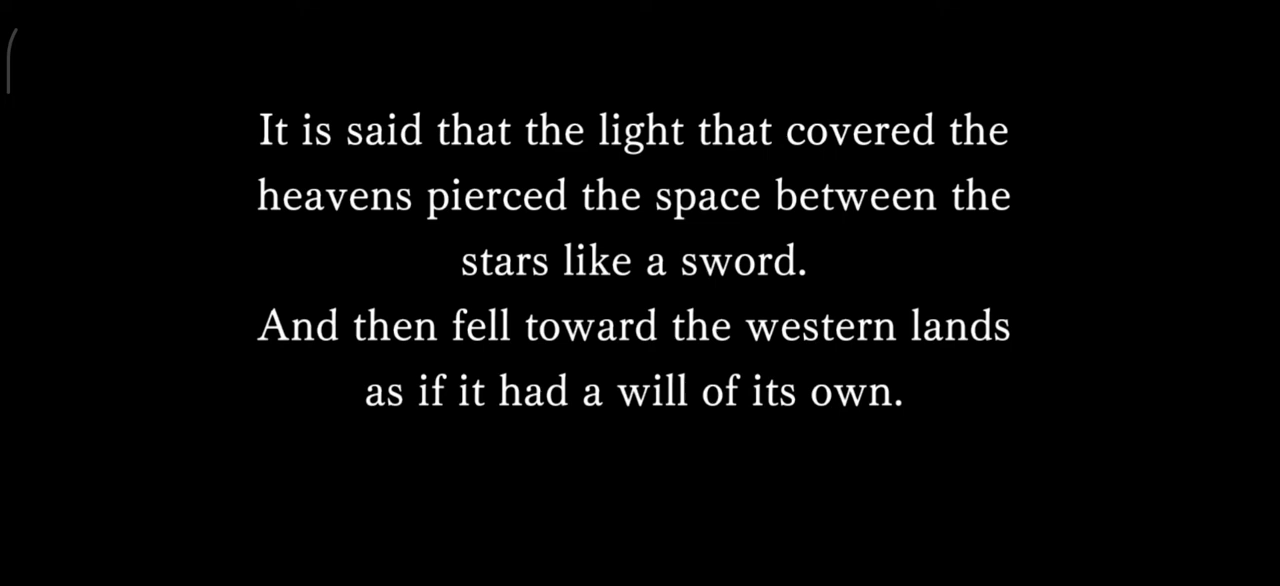 It is said that the light that covered the
heavens pierced the space between the
stars like a sword.
And then fell toward the western lands
as if it had a will of its own.